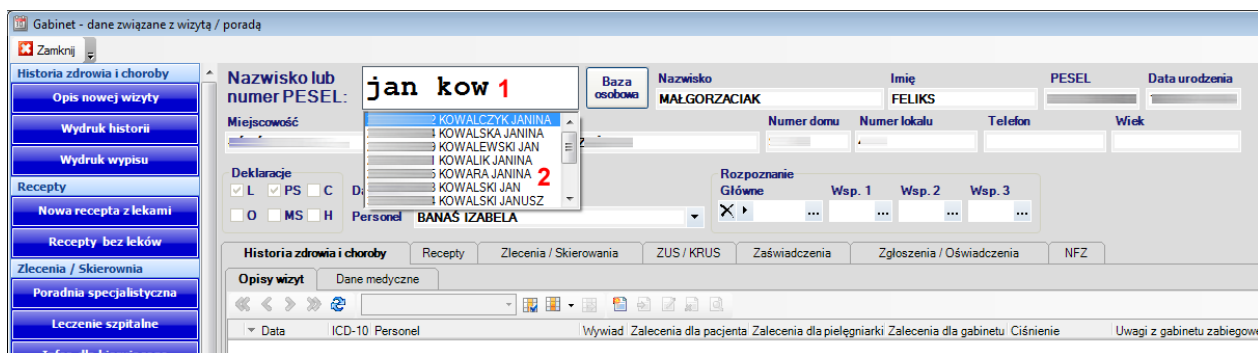 Gabinet - dane związane z wizytą / poradą
Zamknij
Historia zdrowia i choroby
Opis nowej wizyty
Wydruk historii
Wydruk wypisu
Recepty
Nowa recepta z lekami
Recepty bez leków
Zlecenia / Skierownia
Poradnia specjalistyczna
Leczenie szpitalne
Nazwisko lub
numer PESEL:
jan kow 1
Baza
osobowa
Nazwisko
Imię
PESEL
Data urodzenia
MAŁGORZACIAK
FELIKS
Miejscowość
Numer domu
Numer lokalu
Telefon
Wiek
KOWALCZYK JANINA
KOWALSKA JANINA
KOWALEWSKI JAN
KOWALIK JANINA
KOWARA JANINA 2
KOWALSKI JAN
KOWALSKI JANUSZ
Deklaracje
L PS C
O MS H
Personel BANAŚ IZABELA
Rozpoznanie
Główne Wsp. 1 Wsp. 2 Wsp. 3
... ... ... ...
Historia zdrowia i choroby Recepty Zlecenia / Skierowania ZUS / KRUS Zaświadczenia Zgłoszenia / Oświadczenia NFZ
Opisy wizyt Dane medyczne
Data ICD-10 Personel Wywiad Zalecenia dla pacjenta Zalecenia dla pielęgniarki Zalecenia dla gabinetu Ciśnienie Uwagi z gabinetu